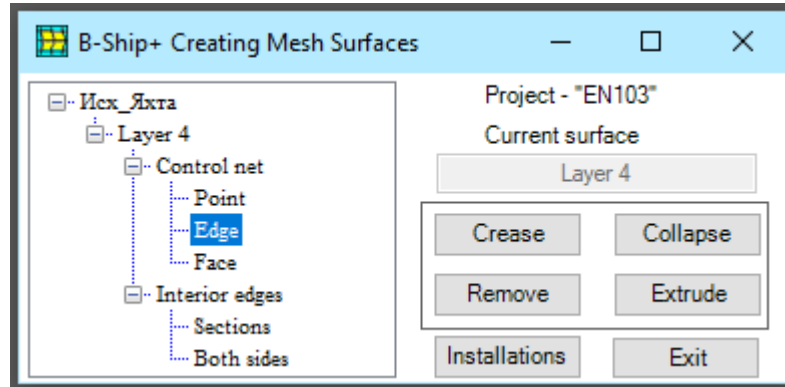 B-Ship+ Creating Mesh Surfaces
Исх_Яхта
Layer 4
Control net
Point
Edge
Face
Interior edges
Sections
Both sides
Project - "EN103"
Current surface
Layer 4
Crease Collapse
Remove Extrude
Installations Exit